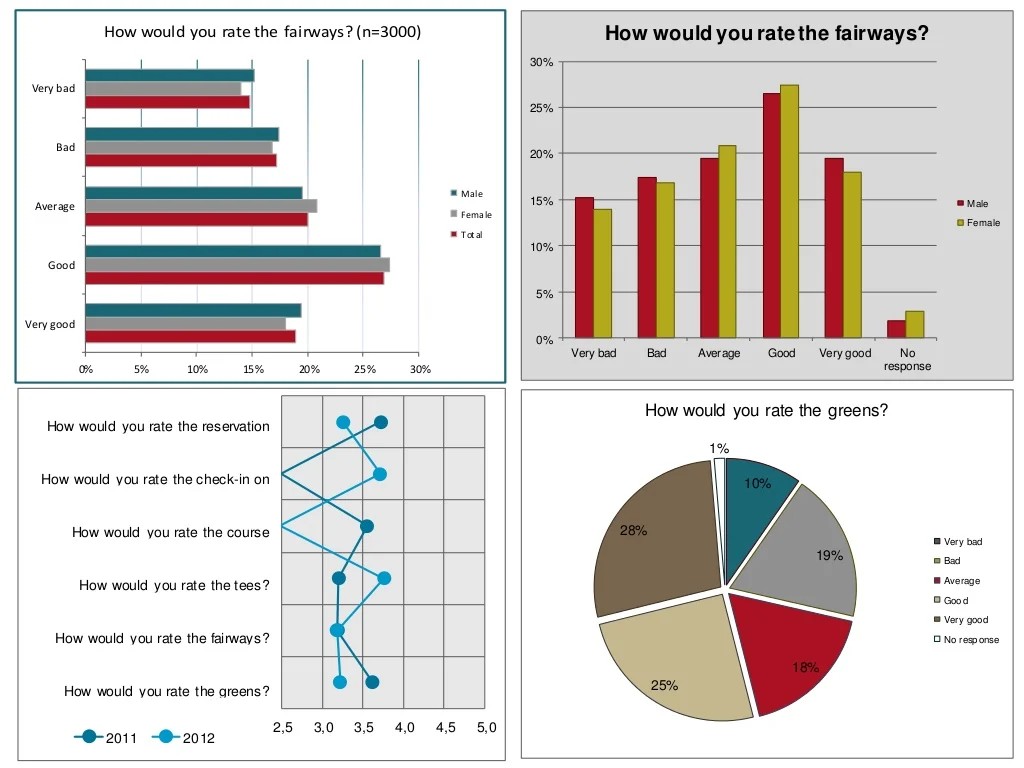 How would you rate the fairways? (n=3000)
Very bad
Bad
Average
Good
Very good
0% 5% 10% 15% 20% 25% 30%
Male
Female
Total
How would you rate the fairways?
30%
25%
20%
15%
10%
5%
0%
Very bad Bad Average Good Very good No
response
Male
Female
How would you rate the reservation
How would you rate the check-in on
How would you rate the course
How would you rate the tees?
How would you rate the fairways?
How would you rate the greens?
2,5 3,0 3,5 4,0 4,5 5,0
2011 2012
How would you rate the greens?
1%
10%
28%
19%
25%
18%
Very bad
Bad
Average
Good
Very good
No response